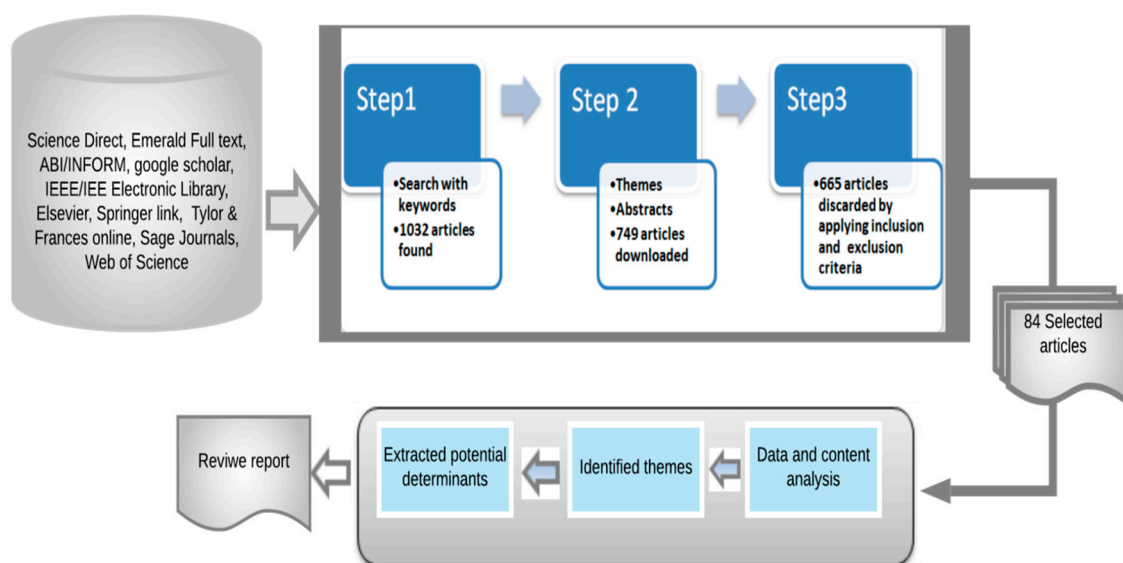 Science Direct, Emerald Full text,
ABI/INFORM, google scholar,
IEEE/IEE Electronic Library,
Elsevier, Springer link,  Tylor &
Frances online, Sage Journals,
Web of Science
Step1
•Search with
keywords
•1032 articles
found
Step 2
•Themes
•Abstracts
•749 articles
downloaded
Step3
•665 articles
discarded by
applying inclusion
and exclusion
criteria
84 Selected
articles
Data and content
analysis
Identified themes
Extracted potential
determinants
Reviwe report